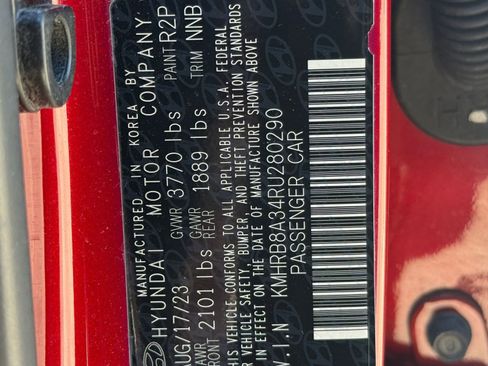 MANUFACTURED IN KOREA BY
HYUNDAI MOTOR COMPANY
AUG/17/23 GVWR 3770 lbs PAINT R2P
GAWR FRONT 2101 lbs GAWR REAR 1889 lbs TRIM NNB
THIS VEHICLE CONFORMS TO ALL APPLICABLE U.S.A. FEDERAL
MOTOR VEHICLE SAFETY, BUMPER, AND THEFT PREVENTION STANDARDS
IN EFFECT ON THE DATE OF MANUFACTURE SHOWN ABOVE
V.I.N KMHRB8A34RU280290
PASSENGER CAR